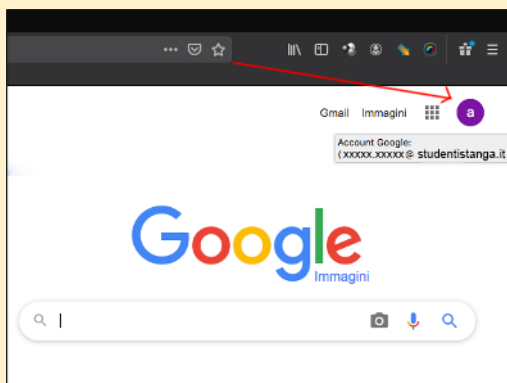 Gmail Immagini
a
Account Google:
(xxxxx.xxxxx@ studentistanga.it
Google
Immagini